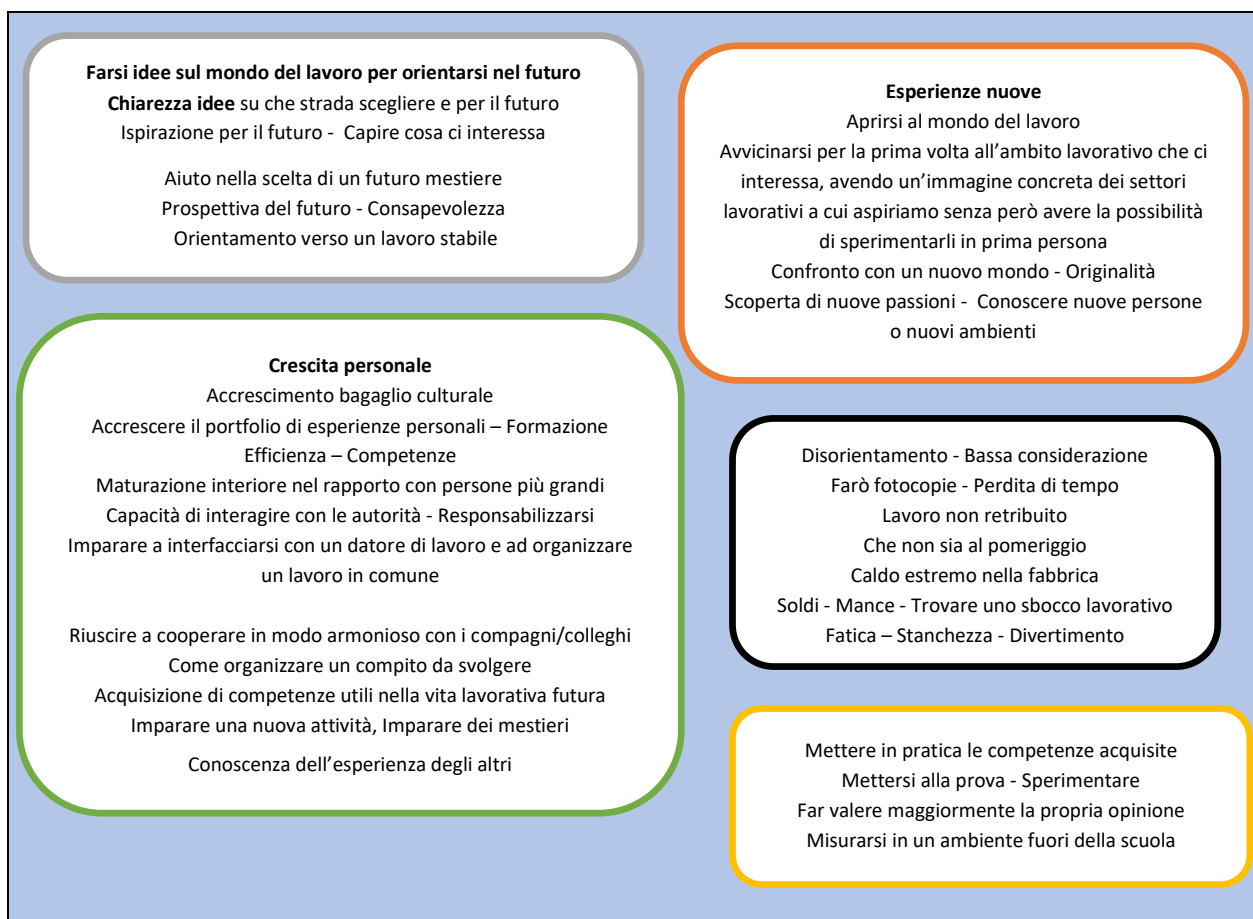 Farsi idee sul mondo del lavoro per orientarsi nel futuro
Chiarezza idee su che strada scegliere e per il futuro
Ispirazione per il futuro - Capire cosa ci interessa
Aiuto nella scelta di un futuro mestiere
Prospettiva del futuro - Consapevolezza
Orientamento verso un lavoro stabile
Esperienze nuove
Aprirsi al mondo del lavoro
Avvicinarsi per la prima volta all’ambito lavorativo che ci
interessa, avendo un’immagine concreta dei settori
lavorativi a cui aspiriamo senza però avere la possibilità
di sperimentarli in prima persona
Confronto con un nuovo mondo - Originalità
Scoperta di nuove passioni - Conoscere nuove persone
o nuovi ambienti
Crescita personale
Accrescimento bagaglio culturale
Accrescere il portfolio di esperienze personali – Formazione
Efficienza – Competenze
Maturazione interiore nel rapporto con persone più grandi
Capacità di interagire con le autorità - Responsabilizzarsi
Imparare a interfacciarsi con un datore di lavoro e ad organizzare
un lavoro in comune
Riuscire a cooperare in modo armonioso con i compagni/colleghi
Come organizzare un compito da svolgere
Acquisizione di competenze utili nella vita lavorativa futura
Imparare una nuova attività, Imparare dei mestieri
Conoscenza dell’esperienza degli altri
Disorientamento - Bassa considerazione
Farò fotocopie - Perdita di tempo
Lavoro non retribuito
Che non sia al pomeriggio
Caldo estremo nella fabbrica
Soldi - Mance - Trovare uno sbocco lavorativo
Fatica – Stanchezza - Divertimento
Mettere in pratica le competenze acquisite
Mettersi alla prova - Sperimentare
Far valere maggiormente la propria opinione
Misurarsi in un ambiente fuori della scuola